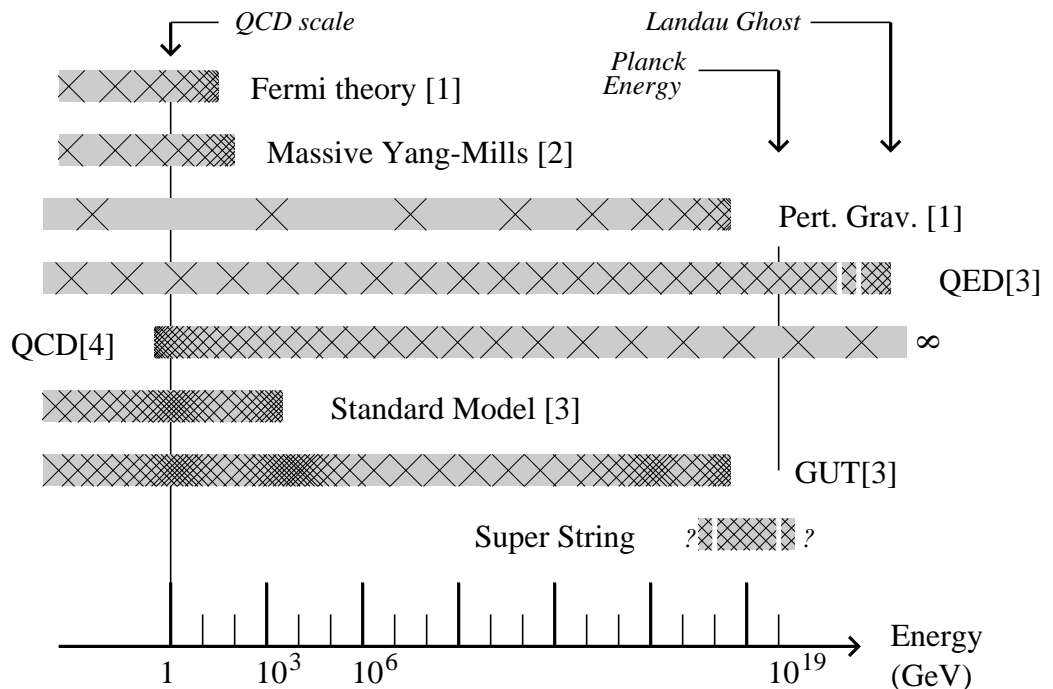 QCD scale
Landau Ghost
Planck
Energy
Fermi theory [1]
Massive Yang-Mills [2]
Pert. Grav. [1]
QED[3]
QCD[4]
∞
Standard Model [3]
GUT[3]
Super String
? ?
Energy
(GeV)
1 10³ 10⁶ 10¹⁹